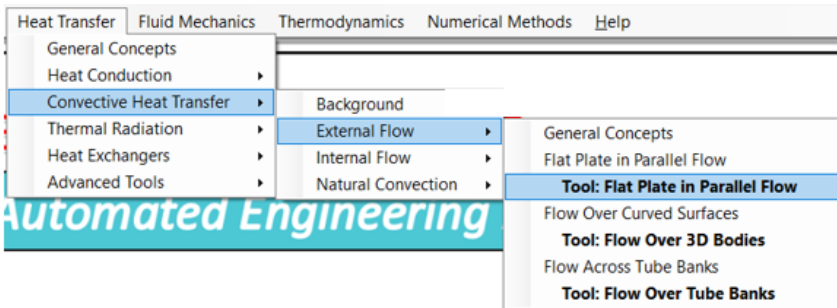 Heat Transfer Fluid Mechanics Thermodynamics Numerical Methods Help
General Concepts
Heat Conduction
Convective Heat Transfer
Thermal Radiation
Heat Exchangers
Advanced Tools
Background
External Flow
Internal Flow
Natural Convection
General Concepts
Flat Plate in Parallel Flow
Tool: Flat Plate in Parallel Flow
Flow Over Curved Surfaces
Tool: Flow Over 3D Bodies
Flow Across Tube Banks
Tool: Flow Over Tube Banks
Automated Engineering